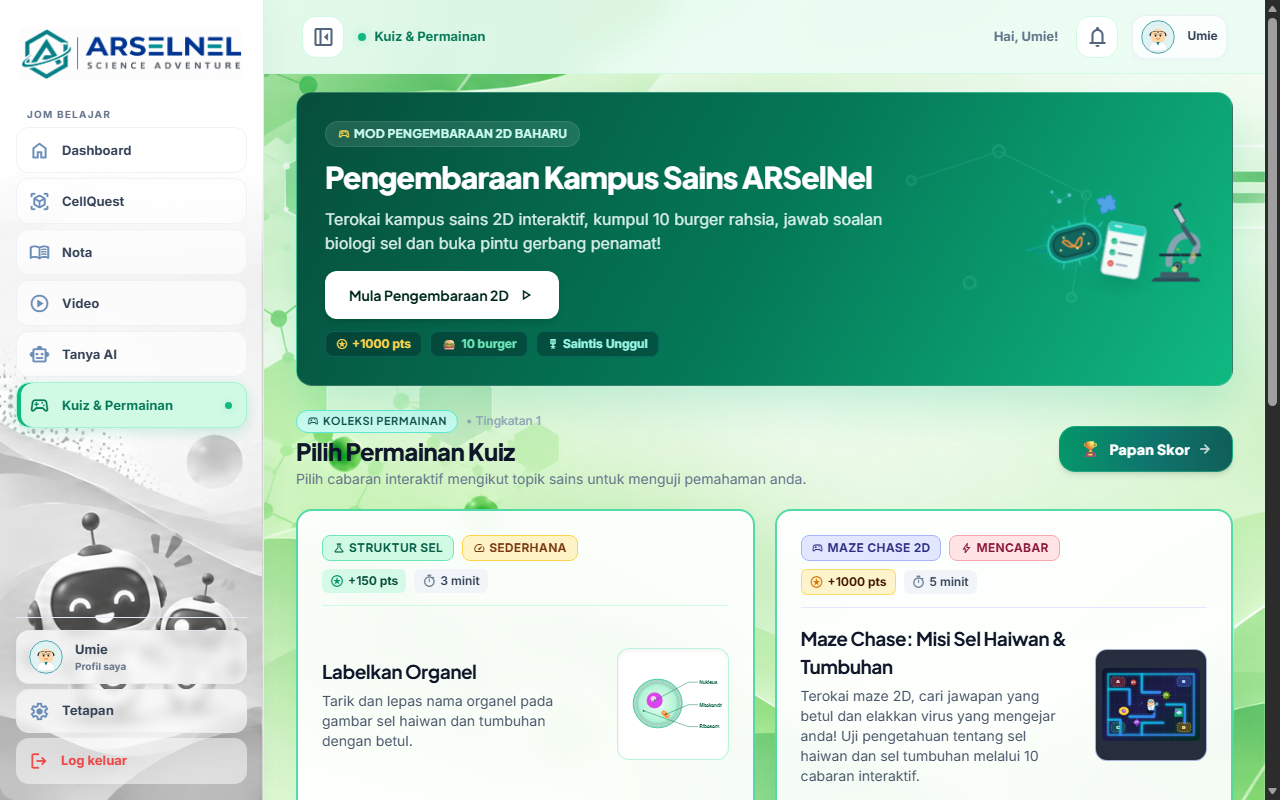 ARSELNEL
SCIENCE ADVENTURE
JOM BELAJAR
Dashboard
CellQuest
Nota
Video
Tanya AI
Kuiz & Permainan
Umie
Profil saya
Tetapan
Log keluar
Kuiz & Permainan
Hai, Umie!
Umie
MOD PENGEMBARAAN 2D BAHARU
Pengembaraan Kampus Sains ARSelNel
Terokai kampus sains 2D interaktif, kumpul 10 burger rahsia, jawab soalan
biologi sel dan buka pintu gerbang penamat!
Mula Pengembaraan 2D
+1000 pts
10 burger
Saintis Unggul
KOLEKSI PERMAINAN
• Tingkatan 1
Pilih Permainan Kuiz
Pilih cabaran interaktif mengikut topik sains untuk menguji pemahaman anda.
Papan Skor
STRUKTUR SEL
SEDERHANA
+150 pts
3 minit
Labelkan Organel
Tarik dan lepas nama organel pada
gambar sel haiwan dan tumbuhan
dengan betul.
Nukleus
Mitokondr
Ribosom
MAZE CHASE 2D
MENCABAR
+1000 pts
5 minit
Maze Chase: Misi Sel Haiwan &
Tumbuhan
Terokai maze 2D, cari jawapan yang
betul dan elakkan virus yang mengejar
anda! Uji pengetahuan tentang sel
haiwan dan sel tumbuhan melalui 10
cabaran interaktif.